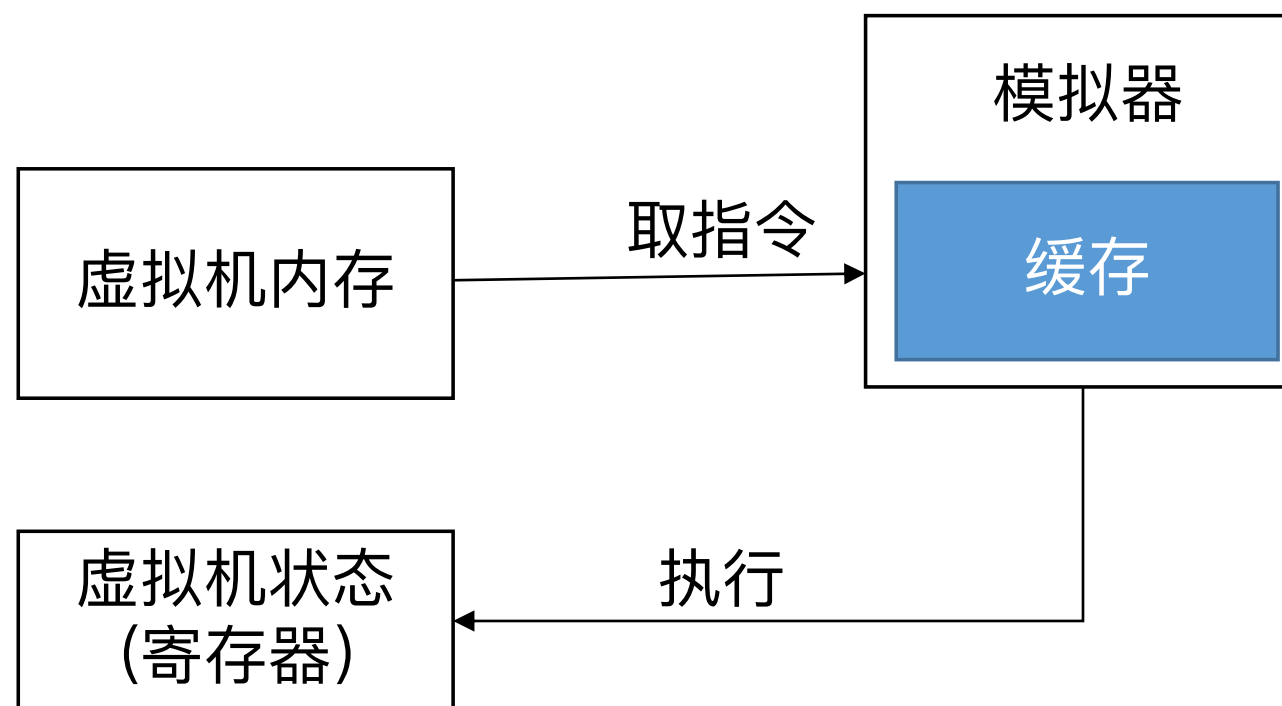 模拟器
取指令
缓存
虚拟机内存
执行
虚拟机状态
(寄存器)